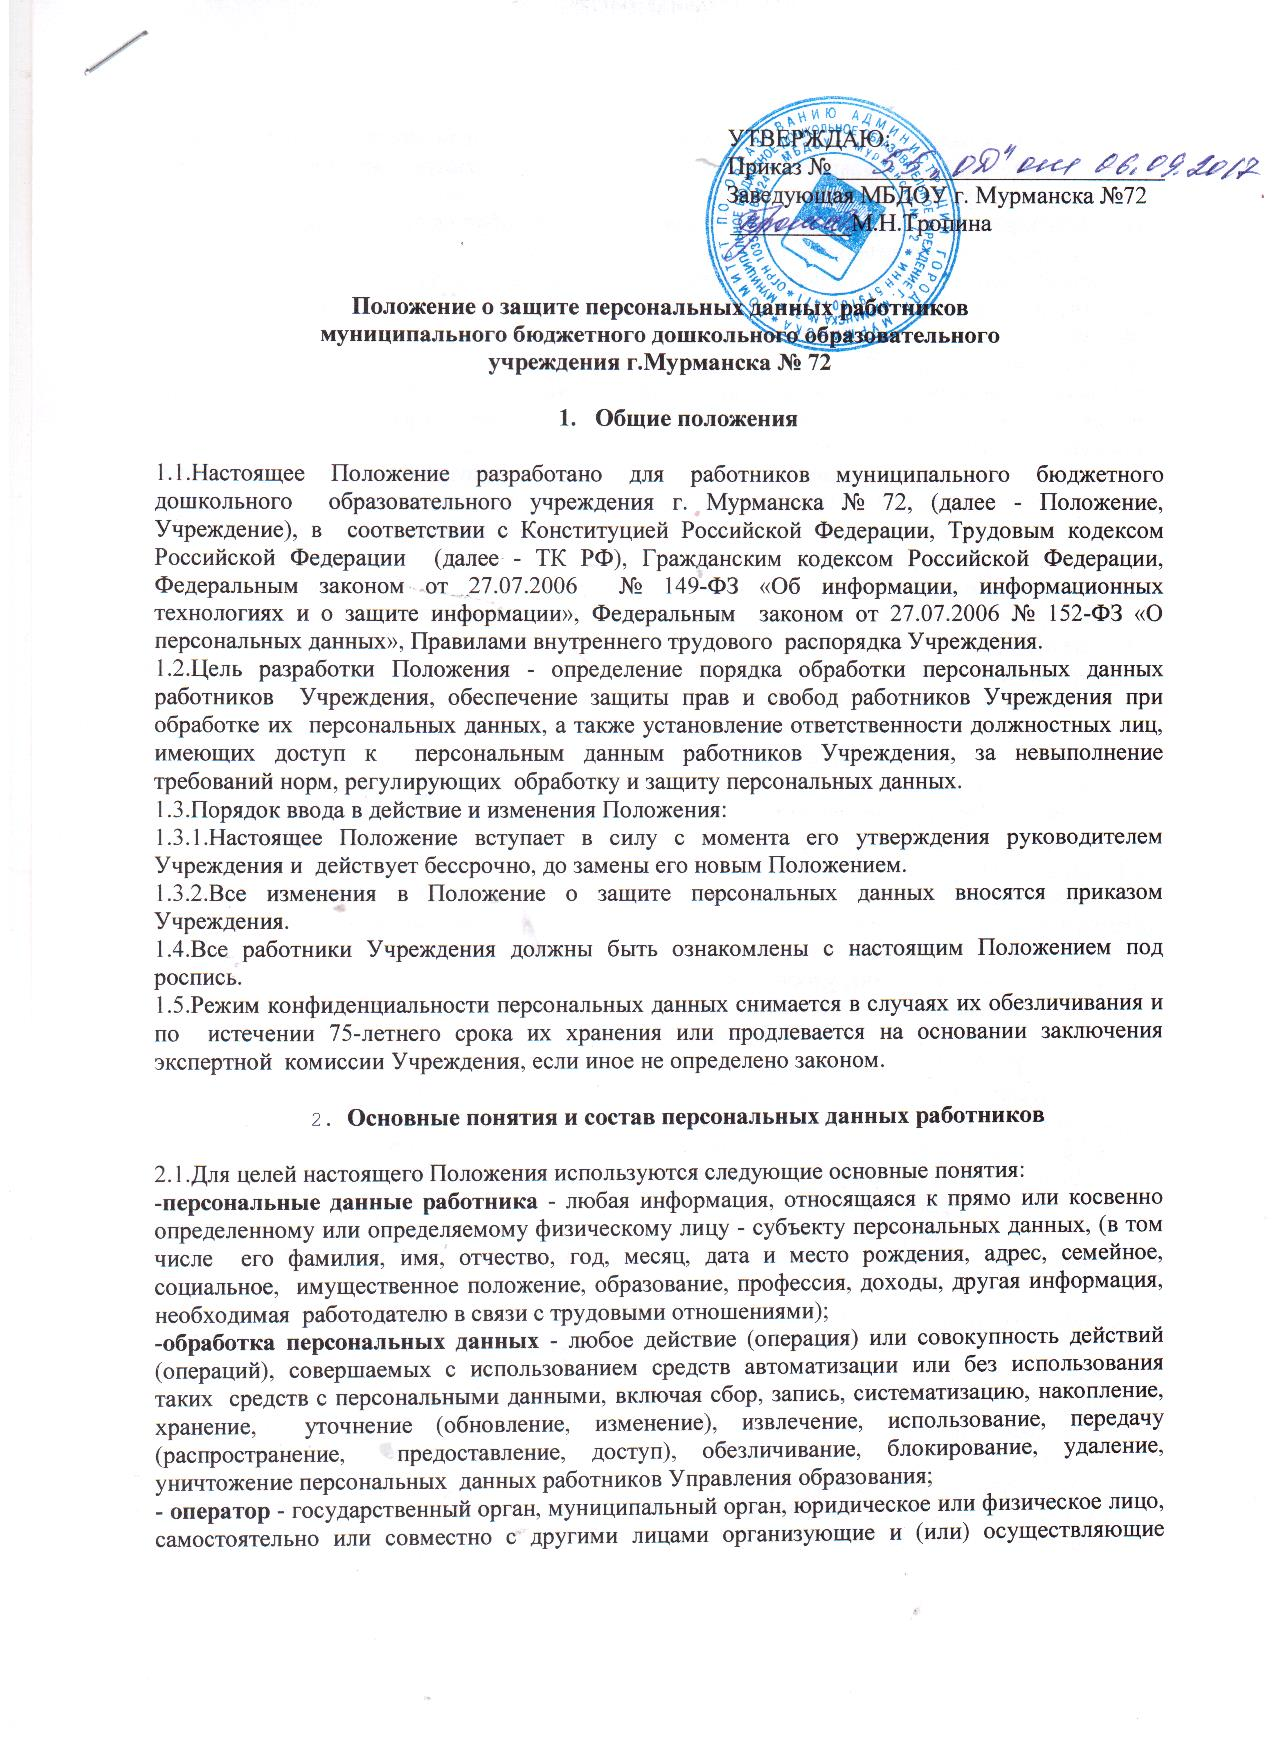 УТВЕРЖДАЮ:
Приказ № од" от 06.09.2017
Заведующая МБДОУ г. Мурманска №72
М.Н.Тропина
Положение о защите персональных данных работников
муниципального бюджетного дошкольного образовательного
учреждения г.Мурманска № 72
1. Общие положения
1.1.Настоящее Положение разработано для работников муниципального бюджетного
дошкольного образовательного учреждения г. Мурманска № 72, (далее - Положение,
Учреждение), в соответствии с Конституцией Российской Федерации, Трудовым кодексом
Российской Федерации (далее - ТК РФ), Гражданским кодексом Российской Федерации,
Федеральным законом от 27.07.2006 № 149-ФЗ «Об информации, информационных
технологиях и о защите информации», Федеральным законом от 27.07.2006 № 152-ФЗ «О
персональных данных», Правилами внутреннего трудового распорядка Учреждения.
1.2.Цель разработки Положения - определение порядка обработки персональных данных
работников Учреждения, обеспечение защиты прав и свобод работников Учреждения при
обработке их персональных данных, а также установление ответственности должностных лиц,
имеющих доступ к персональным данным работников Учреждения, за невыполнение
требований норм, регулирующих обработку и защиту персональных данных.
1.3.Порядок ввода в действие и изменения Положения:
1.3.1.Настоящее Положение вступает в силу с момента его утверждения руководителем
Учреждения и действует бессрочно, до замены его новым Положением.
1.3.2.Все изменения в Положение о защите персональных данных вносятся приказом
Учреждения.
1.4.Все работники Учреждения должны быть ознакомлены с настоящим Положением под
роспись.
1.5.Режим конфиденциальности персональных данных снимается в случаях их обезличивания и
по истечении 75-летнего срока их хранения или продлевается на основании заключения
экспертной комиссии Учреждения, если иное не определено законом.
2. Основные понятия и состав персональных данных работников
2.1.Для целей настоящего Положения используются следующие основные понятия:
-персональные данные работника - любая информация, относящаяся к прямо или косвенно
определенному или определяемому физическому лицу - субъекту персональных данных, (в том
числе его фамилия, имя, отчество, год, месяц, дата и место рождения, адрес, семейное,
социальное, имущественное положение, образование, профессия, доходы, другая информация,
необходимая работодателю в связи с трудовыми отношениями);
-обработка персональных данных - любое действие (операция) или совокупность действий
(операций), совершаемых с использованием средств автоматизации или без использования
таких средств с персональными данными, включая сбор, запись, систематизацию, накопление,
хранение, уточнение (обновление, изменение), извлечение, использование, передачу
(распространение, предоставление, доступ), обезличивание, блокирование, удаление,
уничтожение персональных данных работников Управления образования;
- оператор - государственный орган, муниципальный орган, юридическое или физическое лицо,
самостоятельно или совместно с другими лицами организующие и (или) осуществляющие